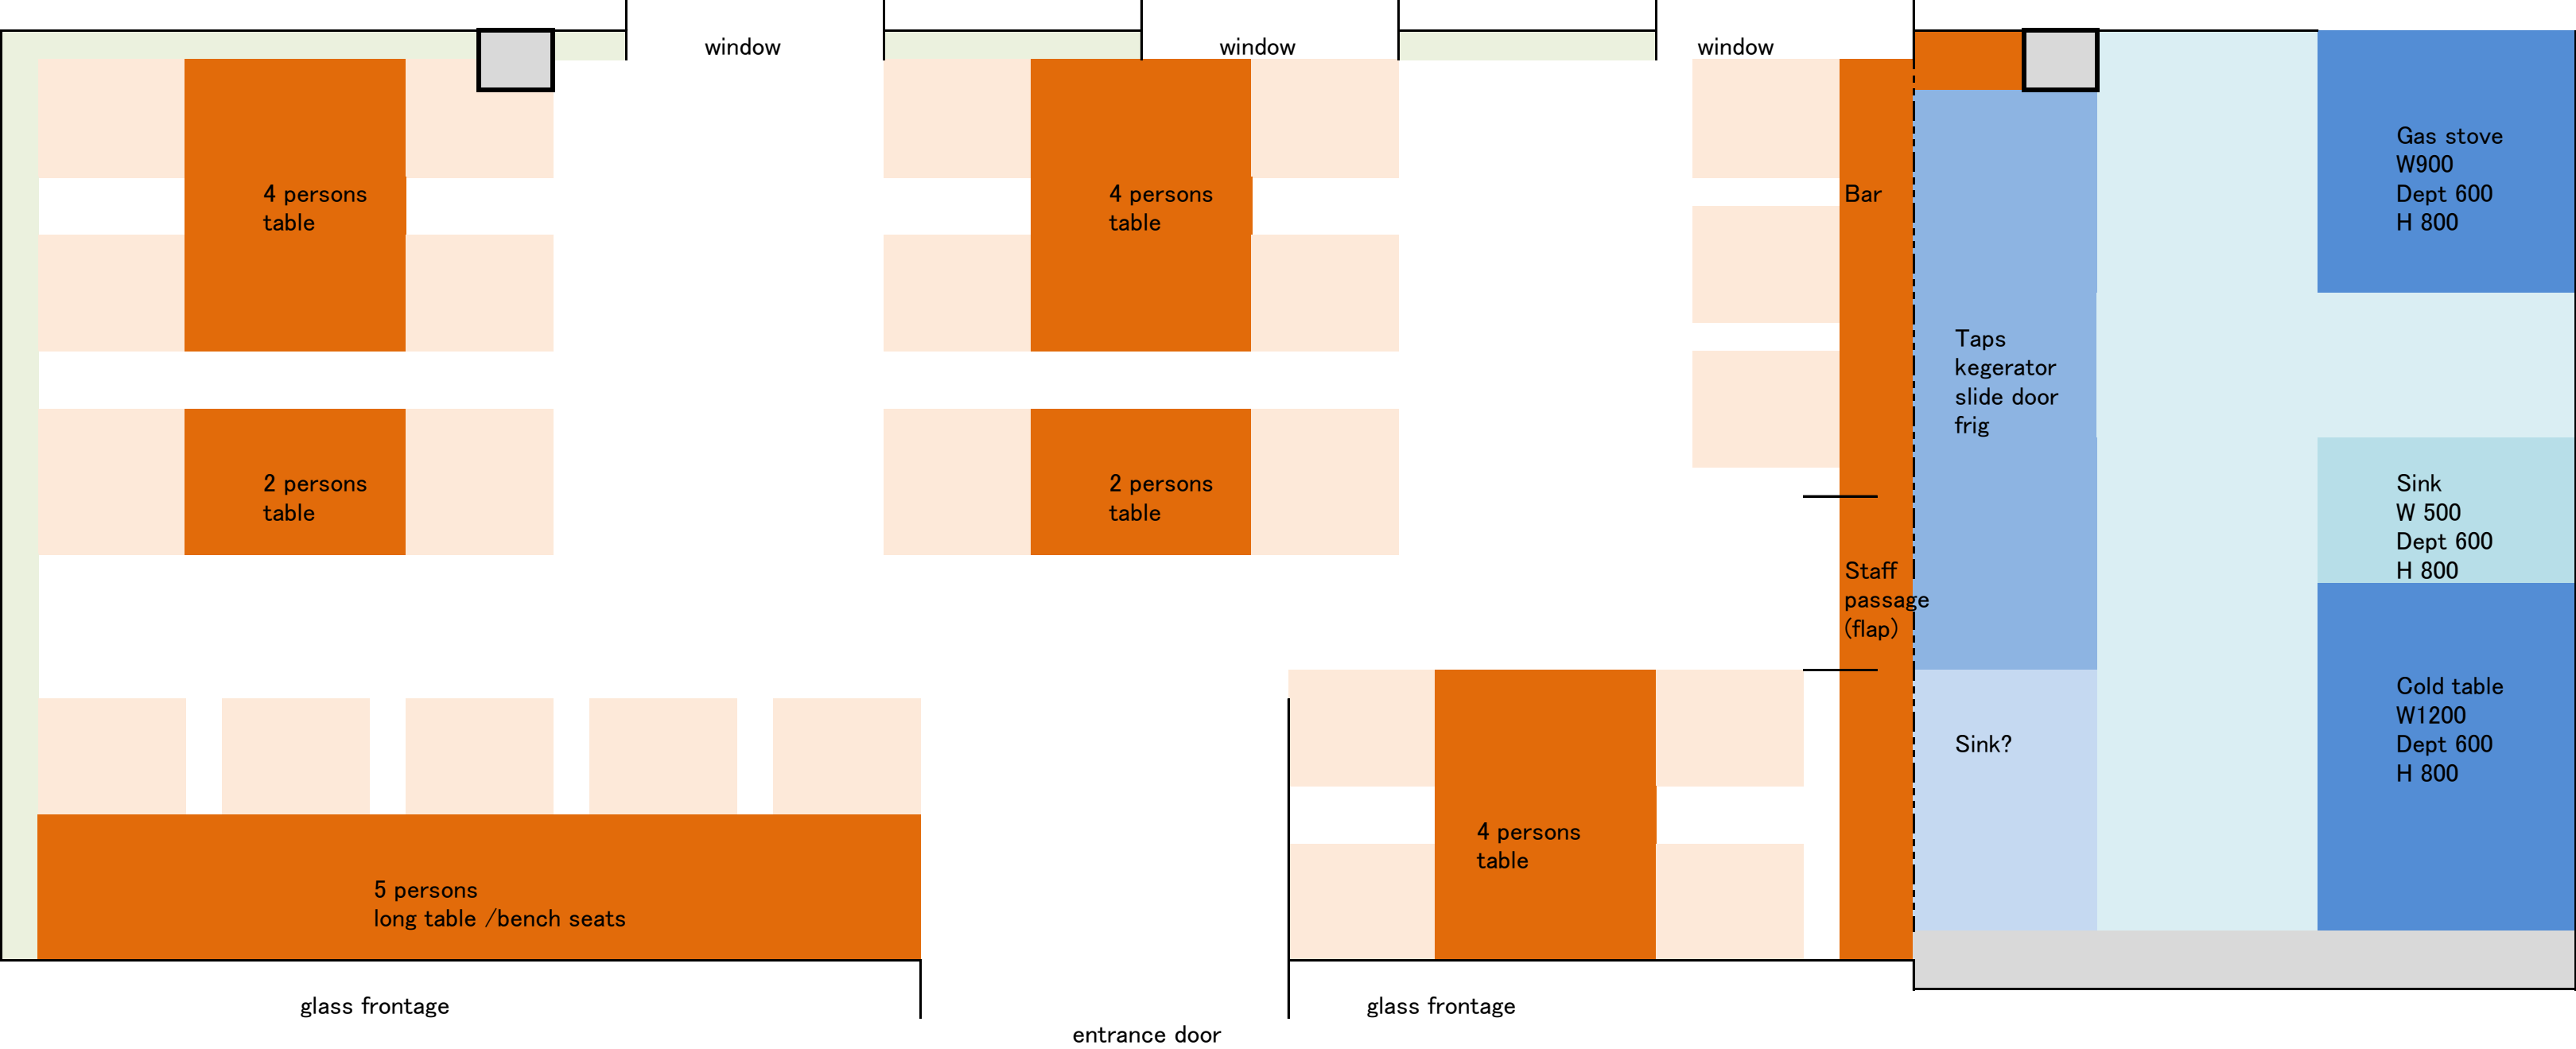 window
window
window
4 persons
table
4 persons
table
Bar
Gas stove
W900
Dept 600
H 800
Taps
kegerator
slide door
frig
2 persons
table
2 persons
table
Sink
W 500
Dept 600
H 800
Staff
passage
(flap)
Cold table
W1200
Dept 600
H 800
Sink?
4 persons
table
5 persons
long table /bench seats
glass frontage
glass frontage
entrance door